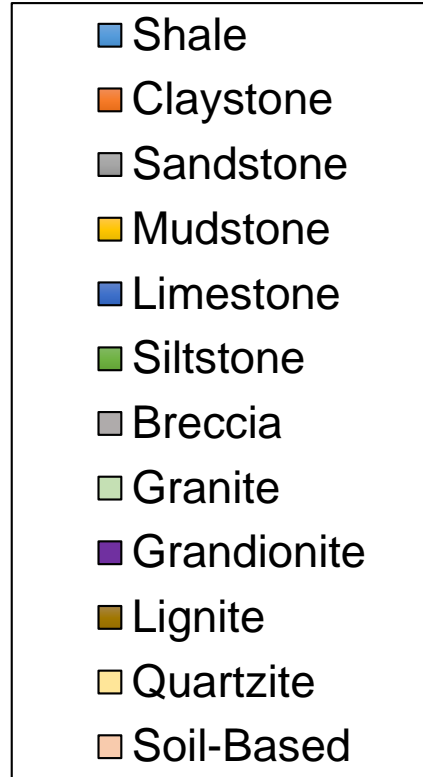 Shale
Claystone
Sandstone
Mudstone
Limestone
Siltstone
Breccia
Granite
Grandionite
Lignite
Quartzite
Soil-Based